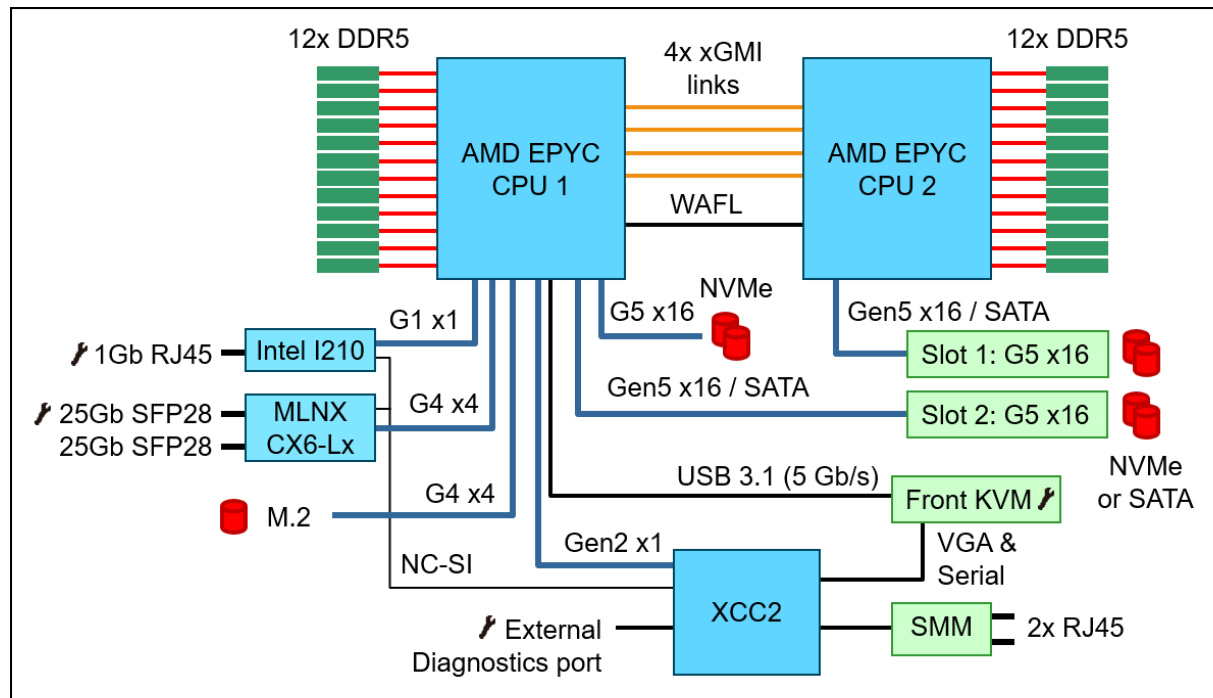 12x DDR5
4x xGMI
links
12x DDR5
AMD EPYC
CPU 1
AMD EPYC
CPU 2
WAFL
G1 x1
G5 x16
NVMe
Gen5 x16 / SATA
1Gb RJ45
Intel I210
Slot 1: G5 x16
Gen5 x16 / SATA
25Gb SFP28
25Gb SFP28
MLNX
CX6-Lx
G4 x4
Slot 2: G5 x16
NVMe
or SATA
USB 3.1 (5 Gb/s)
Front KVM
M.2
G4 x4
Gen2 x1
NC-SI
VGA &
Serial
XCC2
External
Diagnostics port
SMM
2x RJ45